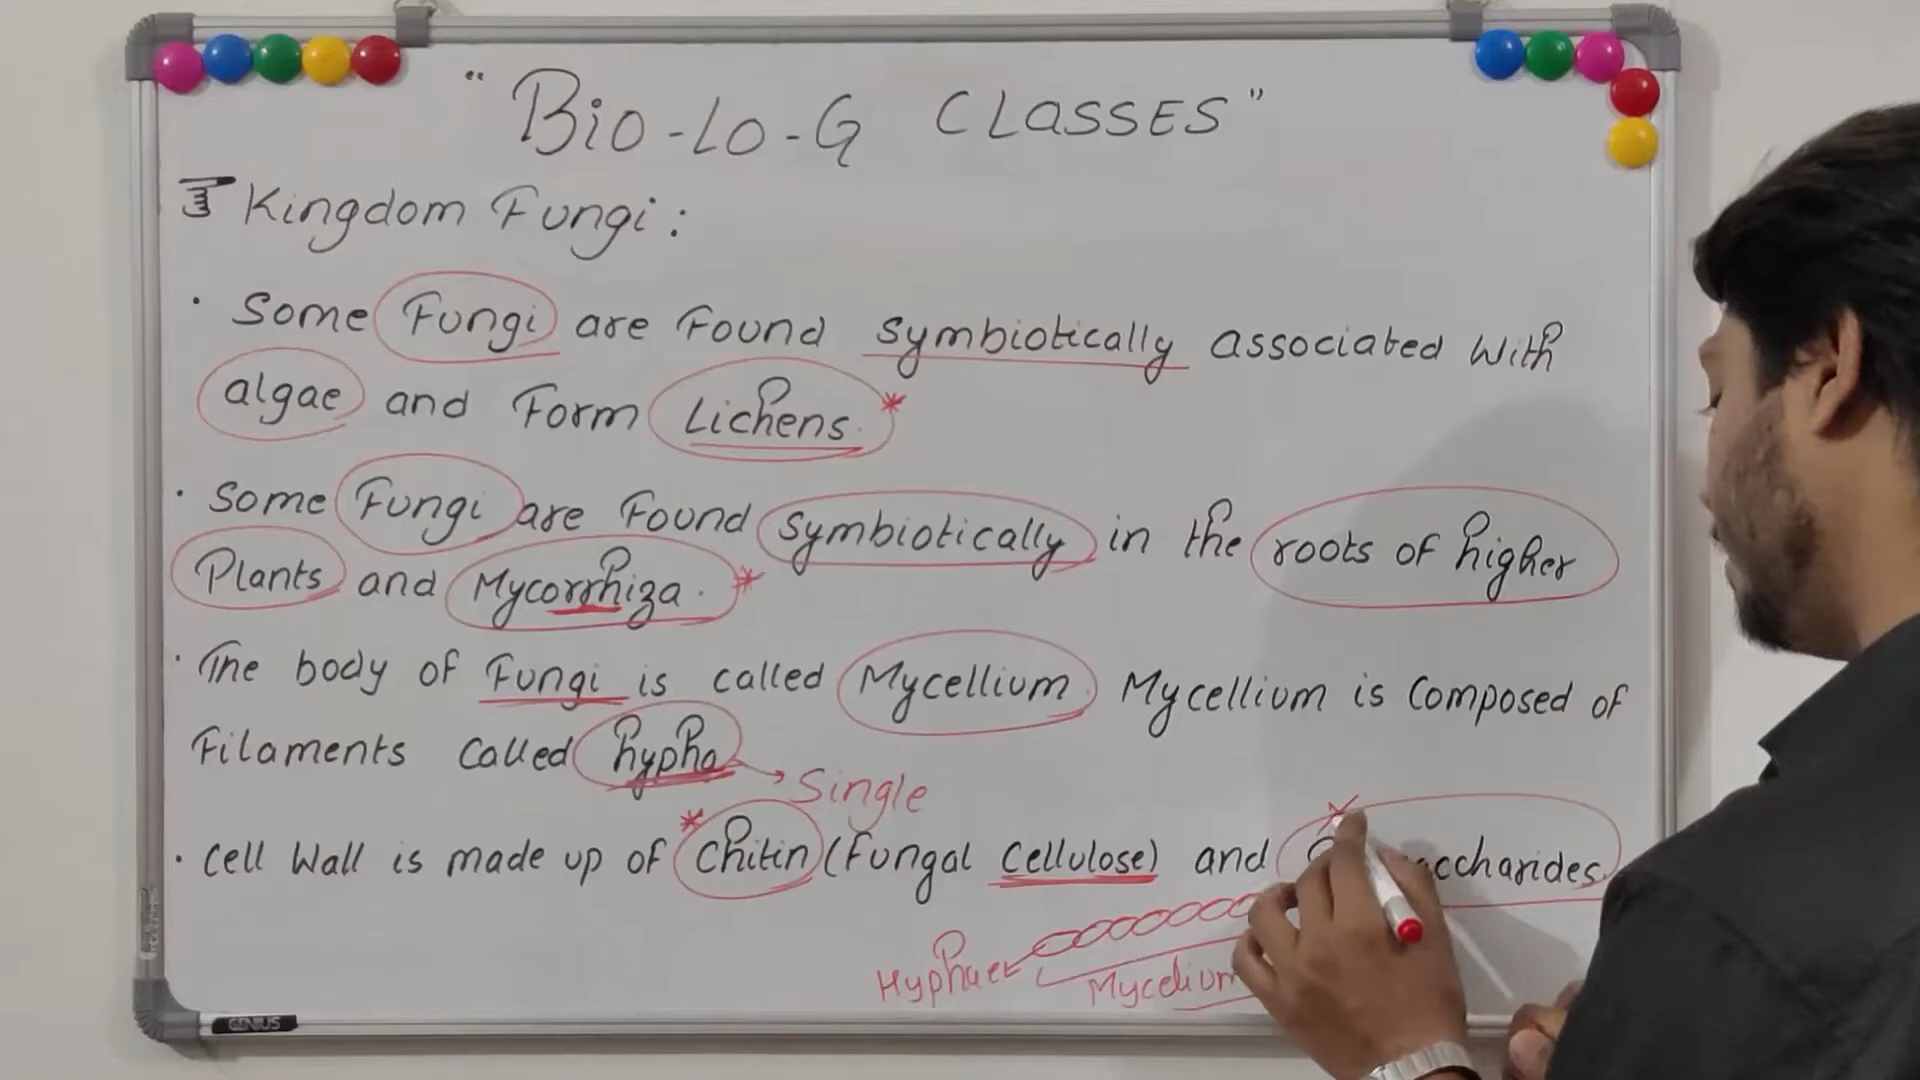 "Bio-Lo-G CLASSES"
Kingdom Fungi:
· Some Fungi are Found symbiotically associated with
algae and Form Lichens.*
· Some Fungi are Found symbiotically in the roots of higher
Plants and Mycorrhiza.*
· The body of Fungi is called Mycellium. Mycellium is Composed of
Filaments called hypha → Single
· Cell Wall is made up of *Chitin (Fungal Cellulose) and
Hyphae Mycelium
GENIUS